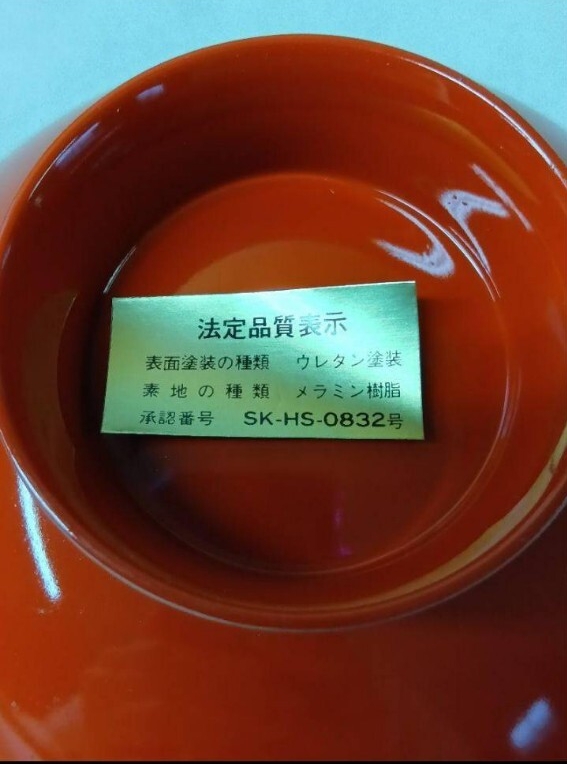 法定品質表示
表面塗装の種類 ウレタン塗装
素地の種類 メラミン樹脂
承認番号 SK-HS-0832号